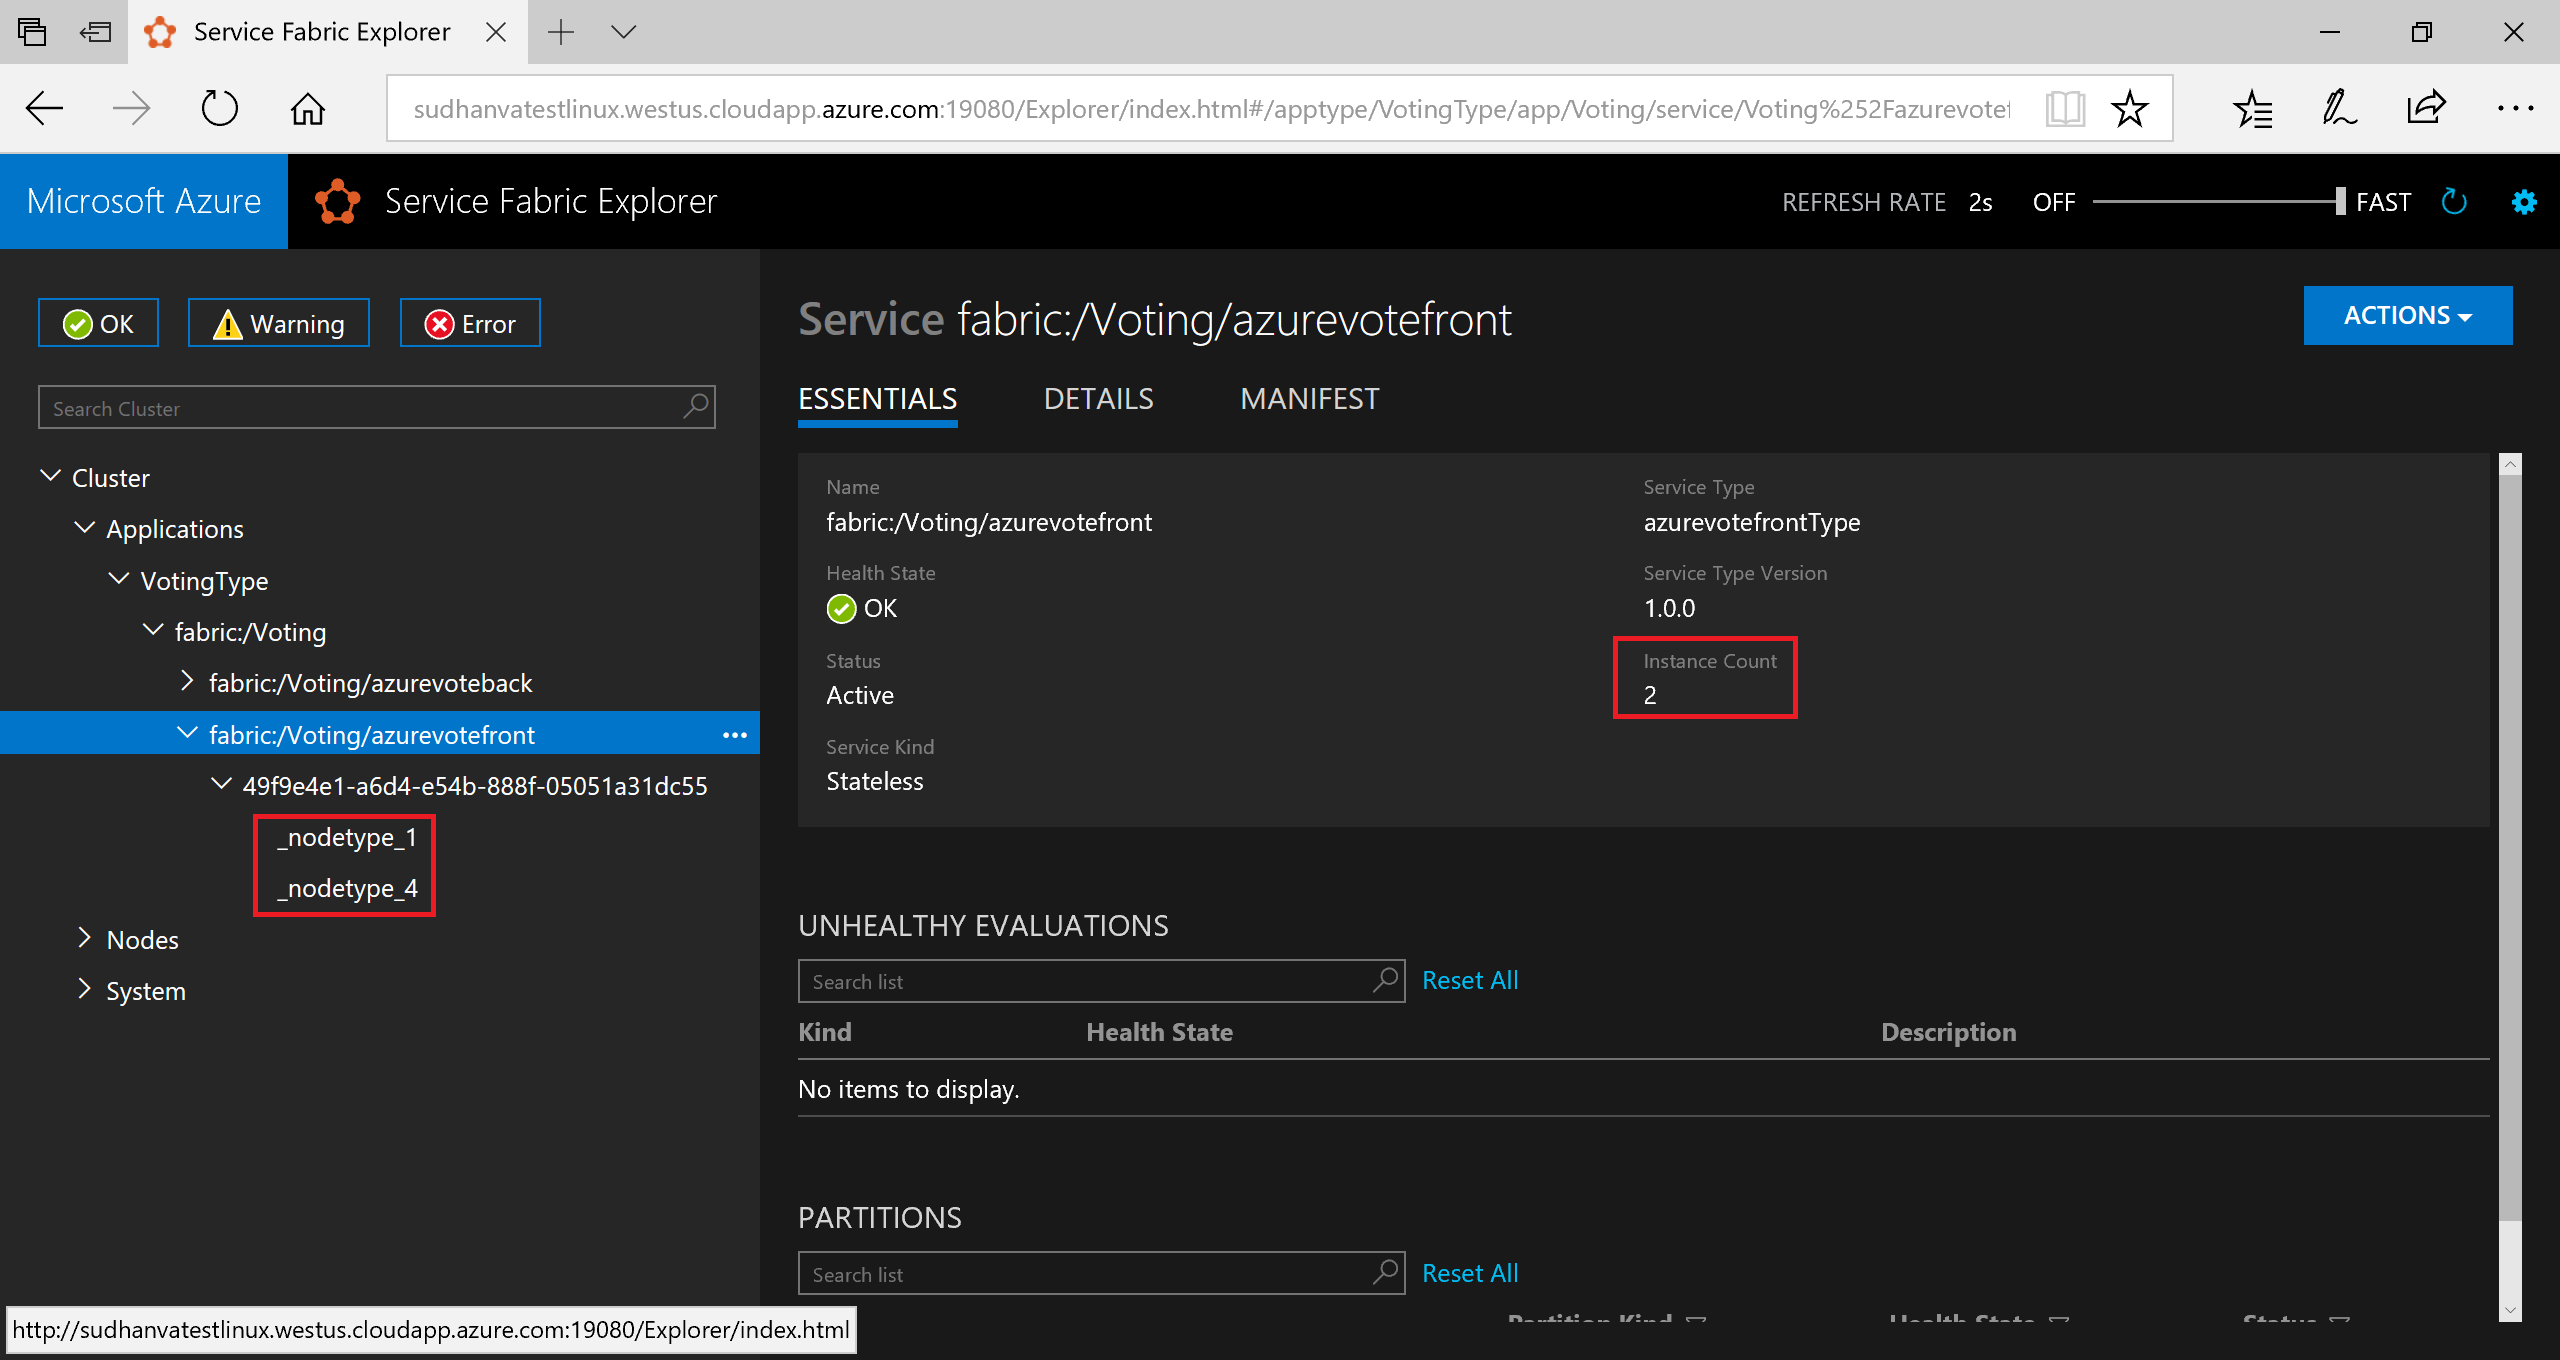 Service Fabric Explorer
sudhanvatestlinux.westus.cloudapp.azure.com:19080/Explorer/index.html#/apptype/VotingType/app/Voting/service/Voting%252Fazurevotef
Microsoft Azure
Service Fabric Explorer
REFRESH RATE 2s OFF FAST
OK
Warning
Error
Search Cluster
Cluster
Applications
VotingType
fabric:/Voting
fabric:/Voting/azurevoteback
fabric:/Voting/azurevotefront
49f9e4e1-a6d4-e54b-888f-05051a31dc55
_nodetype_1
_nodetype_4
Nodes
System
Service fabric:/Voting/azurevotefront
ACTIONS
ESSENTIALS
DETAILS
MANIFEST
Name
fabric:/Voting/azurevotefront
Health State
OK
Status
Active
Service Kind
Stateless
Service Type
azurevotefrontType
Service Type Version
1.0.0
Instance Count
2
UNHEALTHY EVALUATIONS
Search list
Reset All
Kind Health State Description
No items to display.
PARTITIONS
Search list
Reset All
Partition Kind Health State Status
http://sudhanvatestlinux.westus.cloudapp.azure.com:19080/Explorer/index.html